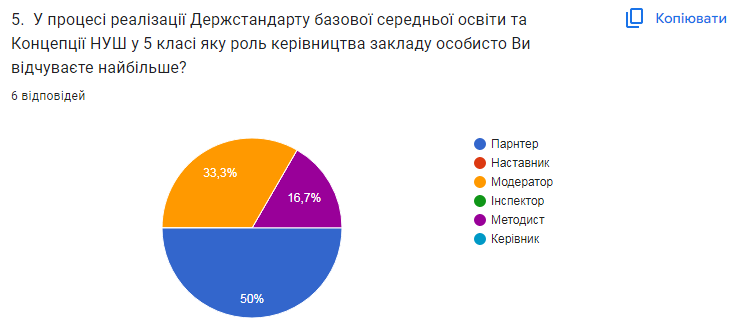 5.  У процесі реалізації Держстандарту базової середньої освіти та
Концепції НУШ у 5 класі яку роль керівництва закладу особисто Ви
відчуваєте найбільше?
Копіювати
6 відповідей
33,3%
16,7%
50%
Парнтер
Наставник
Модератор
Інспектор
Методист
Керівник